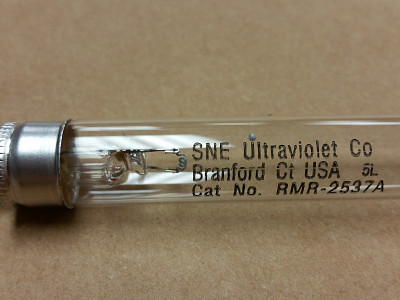 SNE Ultraviolet Co
Branford Ct USA 5L
Cat No. RMR-2537A